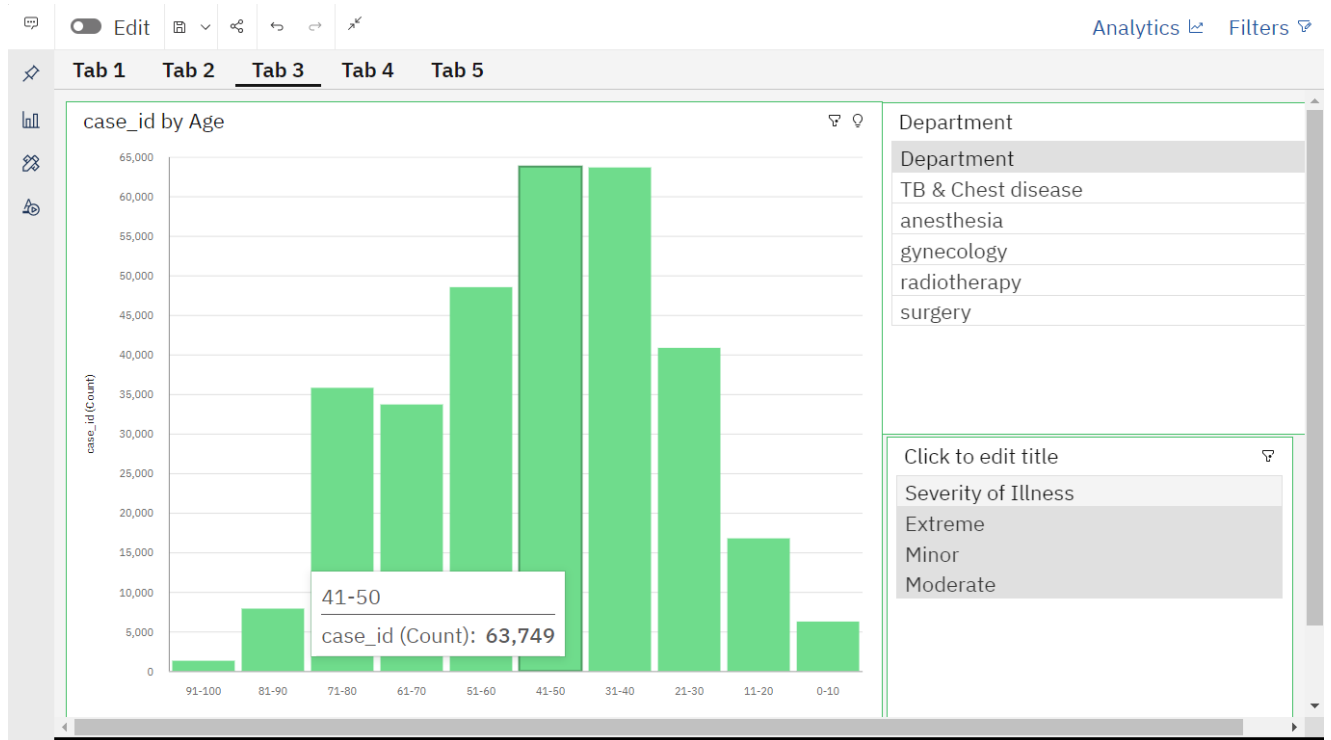 Edit
Analytics
Filters
Tab 1 Tab 2 Tab 3 Tab 4 Tab 5
case_id by Age
65,000
60,000
55,000
50,000
45,000
40,000
35,000
30,000
25,000
20,000
15,000
10,000
5,000
0
case_id (Count)
41-50
case_id (Count): 63,749
91-100 81-90 71-80 61-70 51-60 41-50 31-40 21-30 11-20 0-10
Department
Department
TB & Chest disease
anesthesia
gynecology
radiotherapy
surgery
Click to edit title
Severity of Illness
Extreme
Minor
Moderate